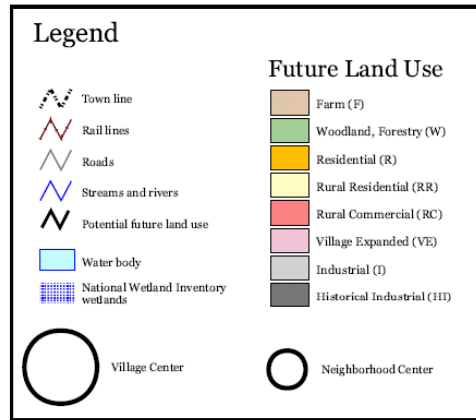 Legend
Town line
Rail lines
Roads
Streams and rivers
Potential future land use
Water body
National Wetland Inventory
wetlands
Village Center
Future Land Use
Farm (F)
Woodland, Forestry (W)
Residential (R)
Rural Residential (RR)
Rural Commercial (RC)
Village Expanded (VE)
Industrial (I)
Historical Industrial (HI)
Neighborhood Center